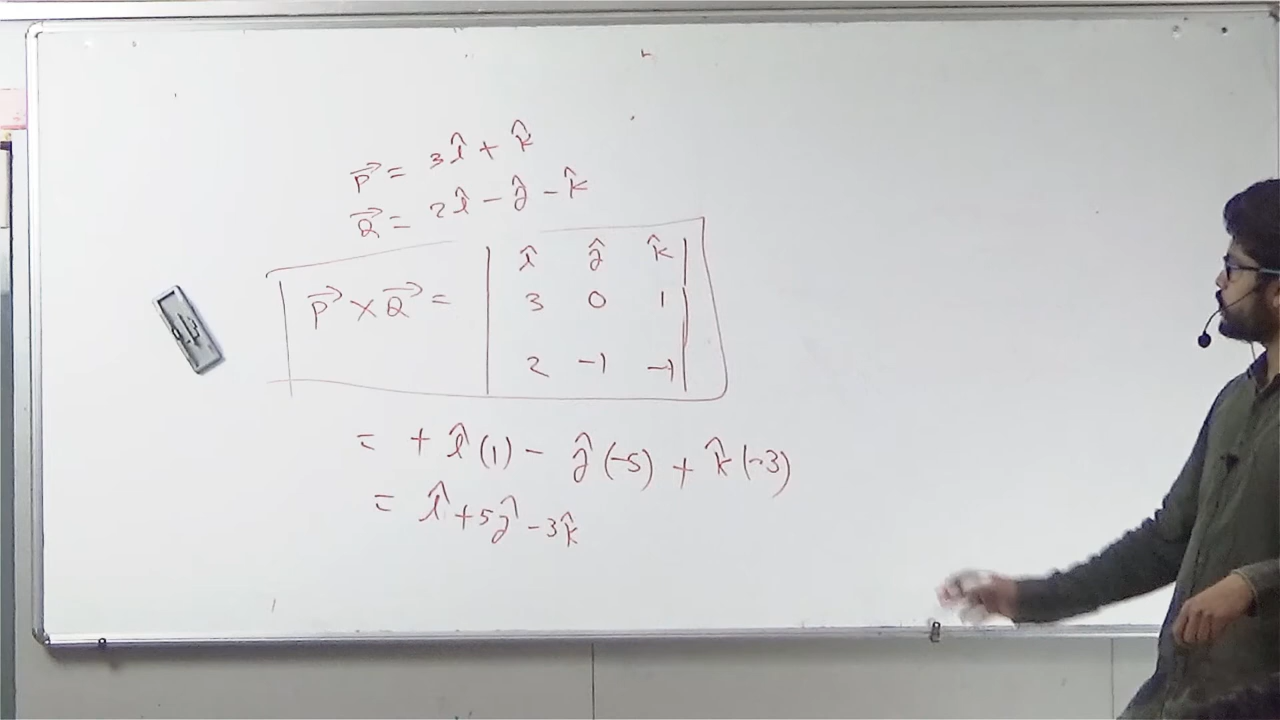 P⃗ = 3î + k̂
Q⃗ = 2î - ĵ - k̂
P⃗ × Q⃗ = | î ĵ k̂ |
3 0 1
2 -1 -1
= + î (1) - ĵ (-5) + k̂ (-3)
= î + 5ĵ - 3k̂